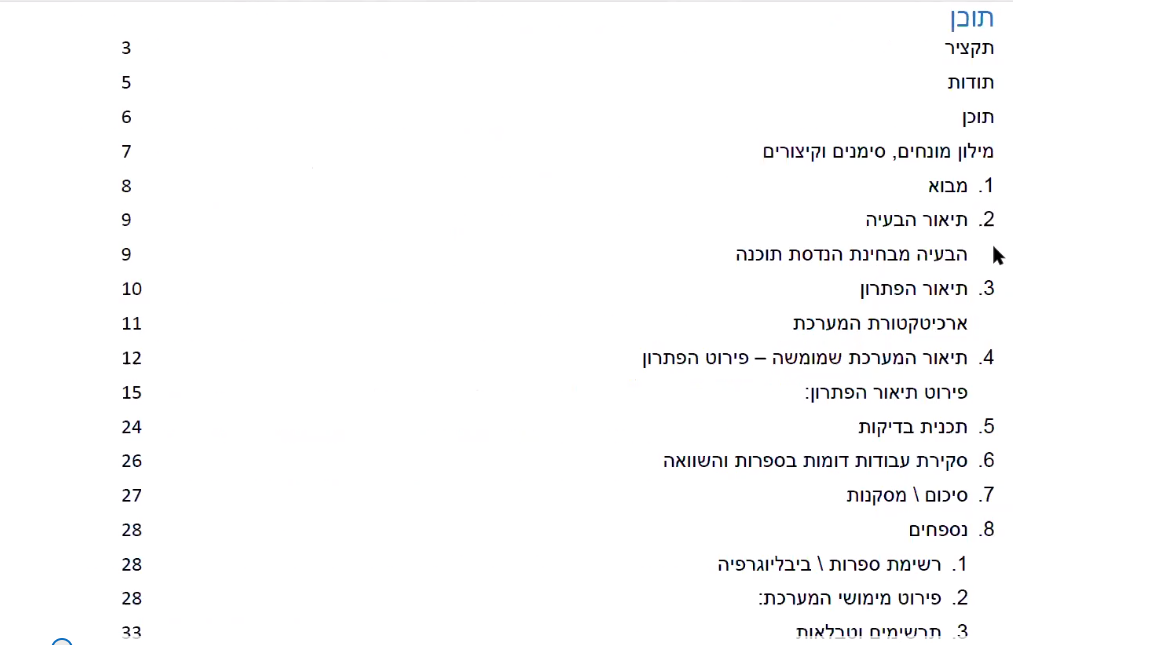 תוכן
תקציר 3
תודות 5
תוכן 6
מילון מונחים, סימנים וקיצורים 7
1. מבוא 8
2. תיאור הבעיה 9
הבעיה מבחינת הנדסת תוכנה 9
3. תיאור הפתרון 10
ארכיטקטורת המערכת 11
4. תיאור המערכת שמומשה – פירוט הפתרון 12
פירוט תיאור הפתרון: 15
5. תכנית בדיקות 24
6. סקירת עבודות דומות בספרות והשוואה 26
7. סיכום \ מסקנות 27
8. נספחים 28
1. רשימת ספרות \ ביבליוגרפיה 28
2. פירוט מימושי המערכת: 28
3. תרשימים וטבלאות 33